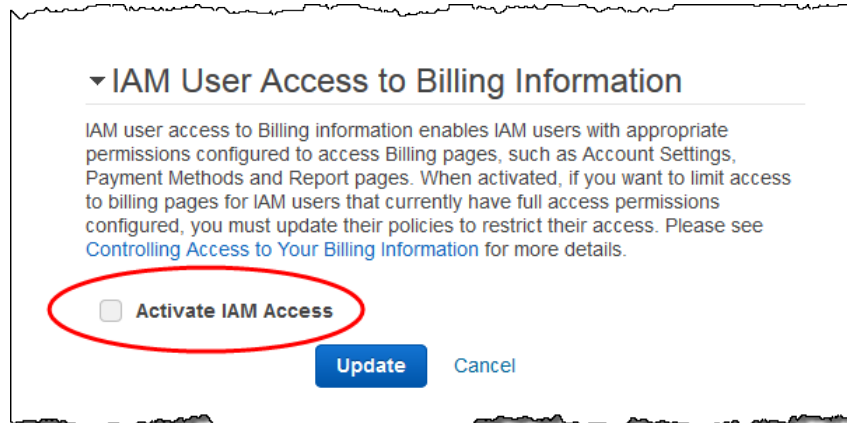 IAM User Access to Billing Information
IAM user access to Billing information enables IAM users with appropriate
permissions configured to access Billing pages, such as Account Settings,
Payment Methods and Report pages. When activated, if you want to limit access
to billing pages for IAM users that currently have full access permissions
configured, you must update their policies to restrict their access. Please see
Controlling Access to Your Billing Information for more details.
Activate IAM Access
Update Cancel